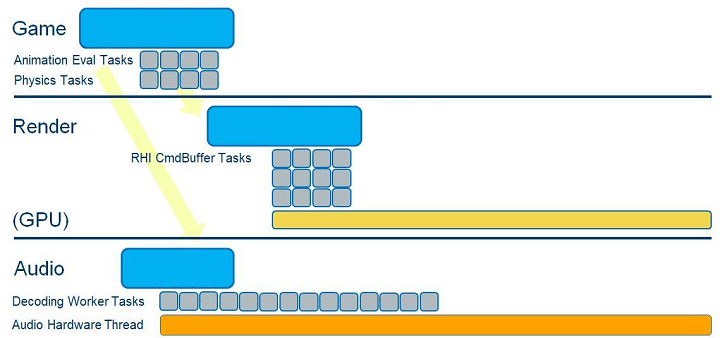 Game
Animation Eval Tasks
Physics Tasks
Render
RHI CmdBuffer Tasks
(GPU)
Audio
Decoding Worker Tasks
Audio Hardware Thread